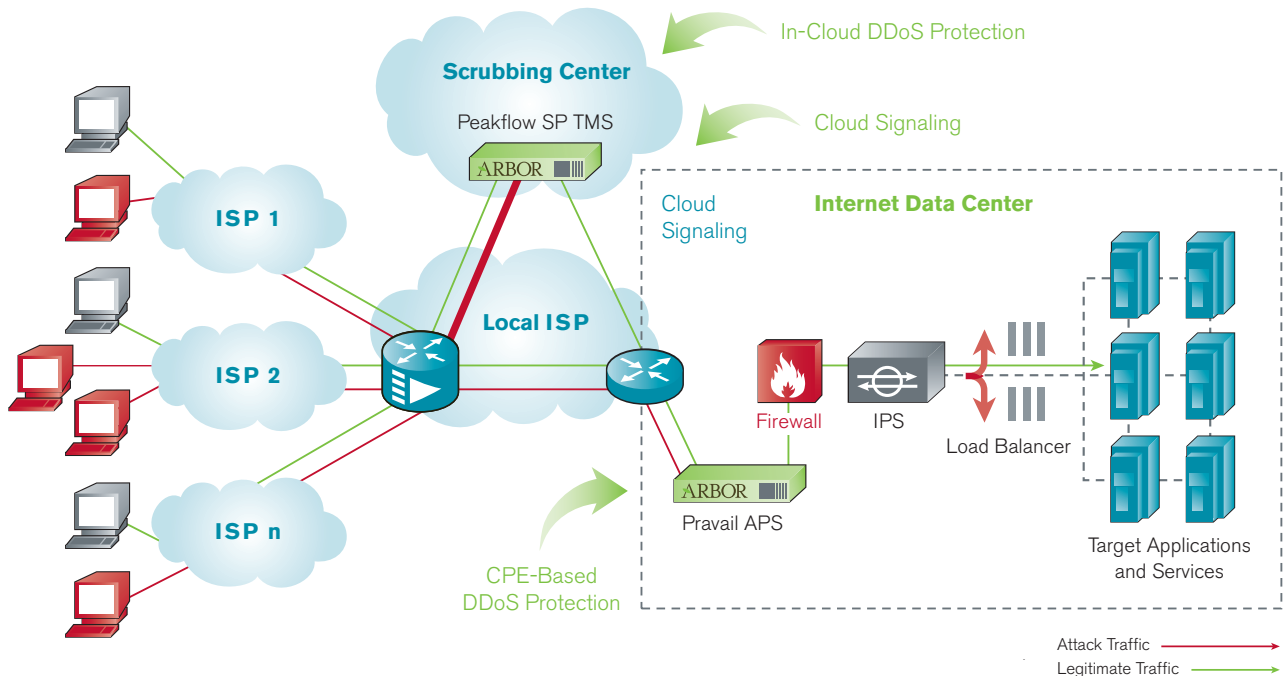 In-Cloud DDoS Protection
Scrubbing Center
Peakflow SP TMS
ARBOR
Cloud Signaling
ISP 1
Cloud
Signaling
Internet Data Center
Local ISP
ISP 2
Firewall
IPS
Load Balancer
ARBOR
Pravail APS
ISP n
CPE-Based
DDoS Protection
Target Applications
and Services
Attack Traffic
Legitimate Traffic